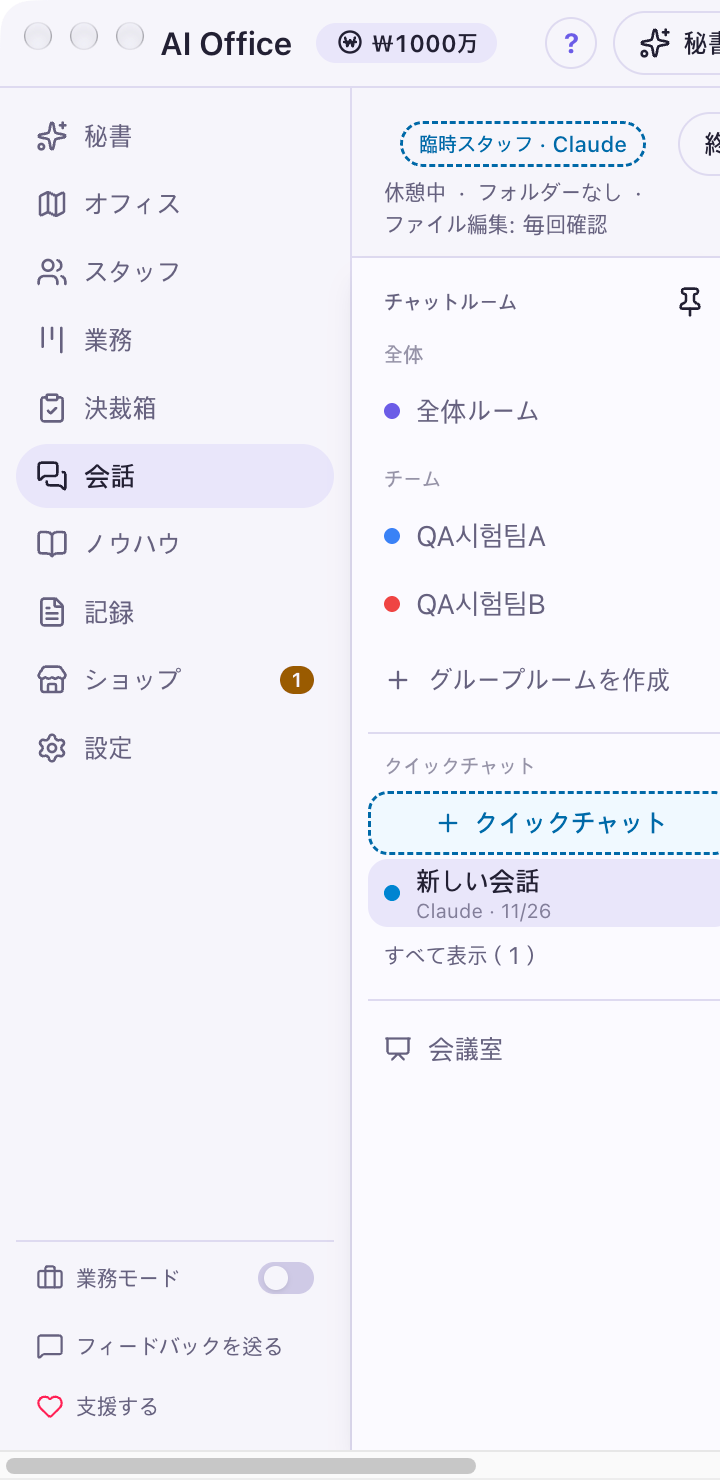 AI Office
₩1000万
?
秘書
オフィス
スタッフ
業務
決裁箱
会話
ノウハウ
記録
ショップ
1
設定
業務モード
フィードバックを送る
支援する
臨時スタッフ · Claude
休憩中 · フォルダーなし ·
ファイル編集: 毎回確認
チャットルーム
全体
全体ルーム
チーム
QA시험팀A
QA시험팀B
+ グループルームを作成
クイックチャット
+ クイックチャット
新しい会話
Claude · 11/26
すべて表示 ( 1 )
会議室